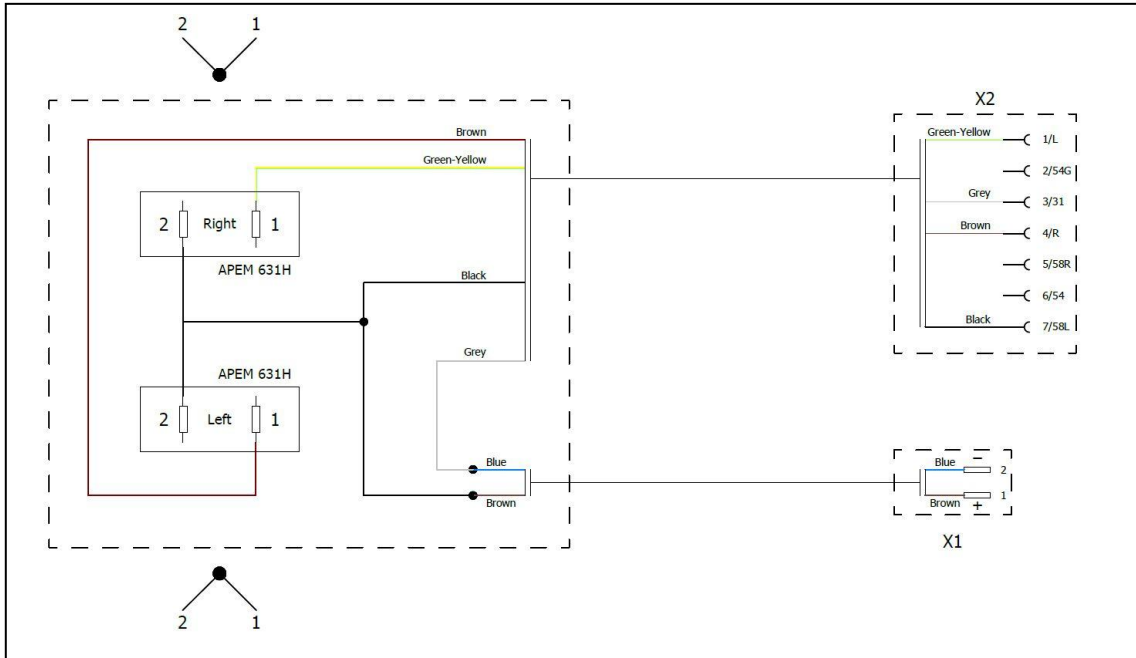 2 1
X2
Brown
Green-Yellow
Green-Yellow
1/L
2/54G
2 Right 1
Grey
3/31
Brown
4/R
APEM 631H
Black
5/58R
6/54
Black
7/58L
Grey
APEM 631H
2 Left 1
Blue
Blue
−
2
Brown
Brown
+
1
X1
2 1